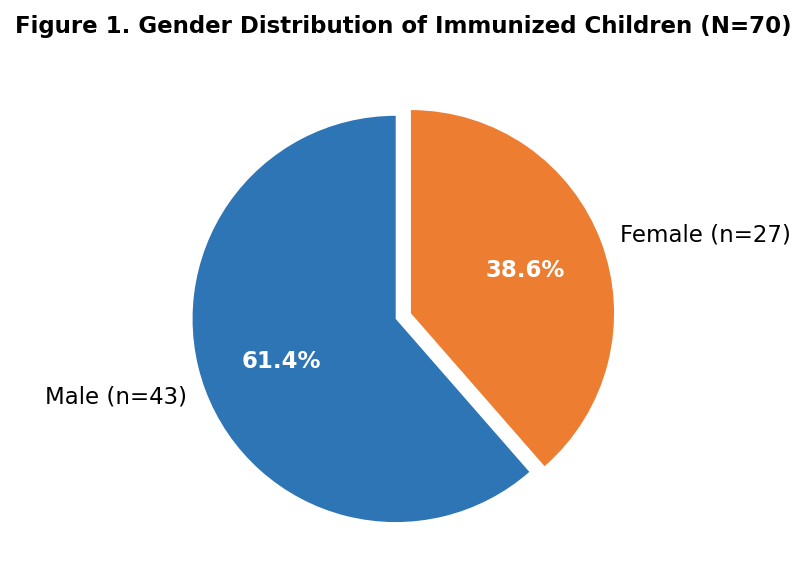 Figure 1. Gender Distribution of Immunized Children (N=70)
Female (n=27)
38.6%
61.4%
Male (n=43)